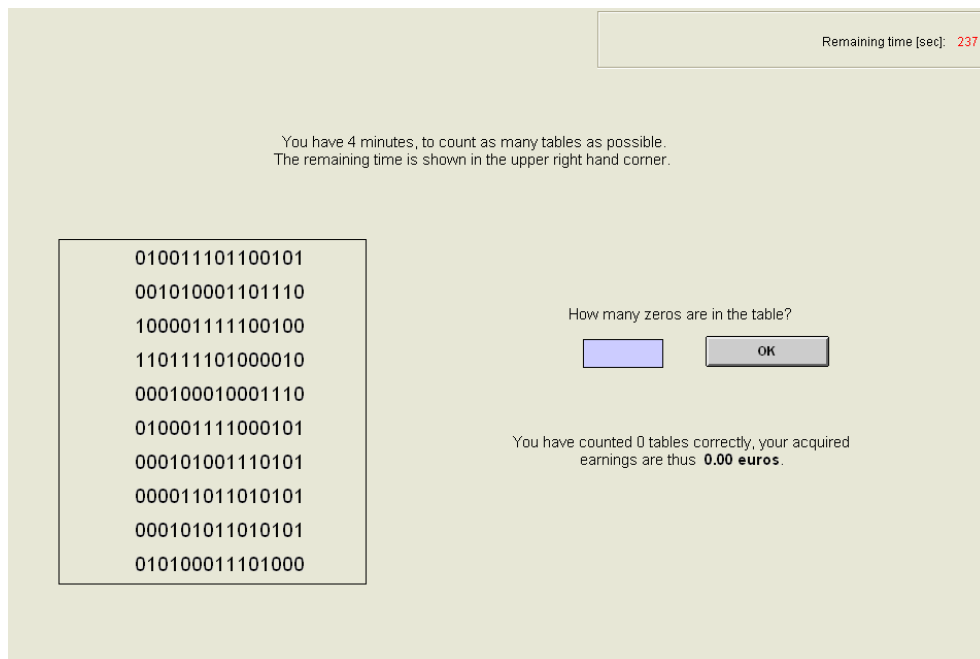 Remaining time [sec]: 237
You have 4 minutes, to count as many tables as possible.
The remaining time is shown in the upper right hand corner.
010011101100101
001010001101110
100001111100100
110111101000010
000100010001110
010001111000101
000101001110101
000011011010101
000101011010101
010100011101000
How many zeros are in the table?
OK
You have counted 0 tables correctly, your acquired
earnings are thus 0.00 euros.